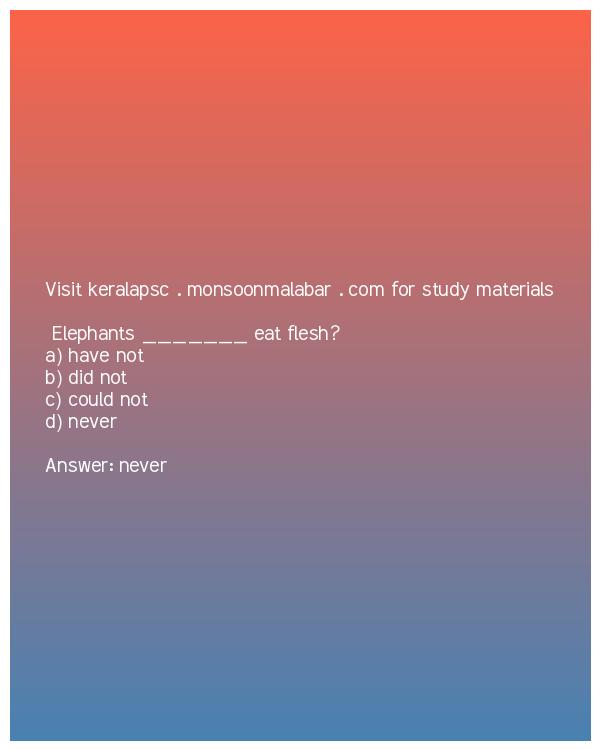 Visit keralapsc . monsoonmalabar . com for study materials
Elephants _______ eat flesh?
a) have not
b) did not
c) could not
d) never
Answer: never